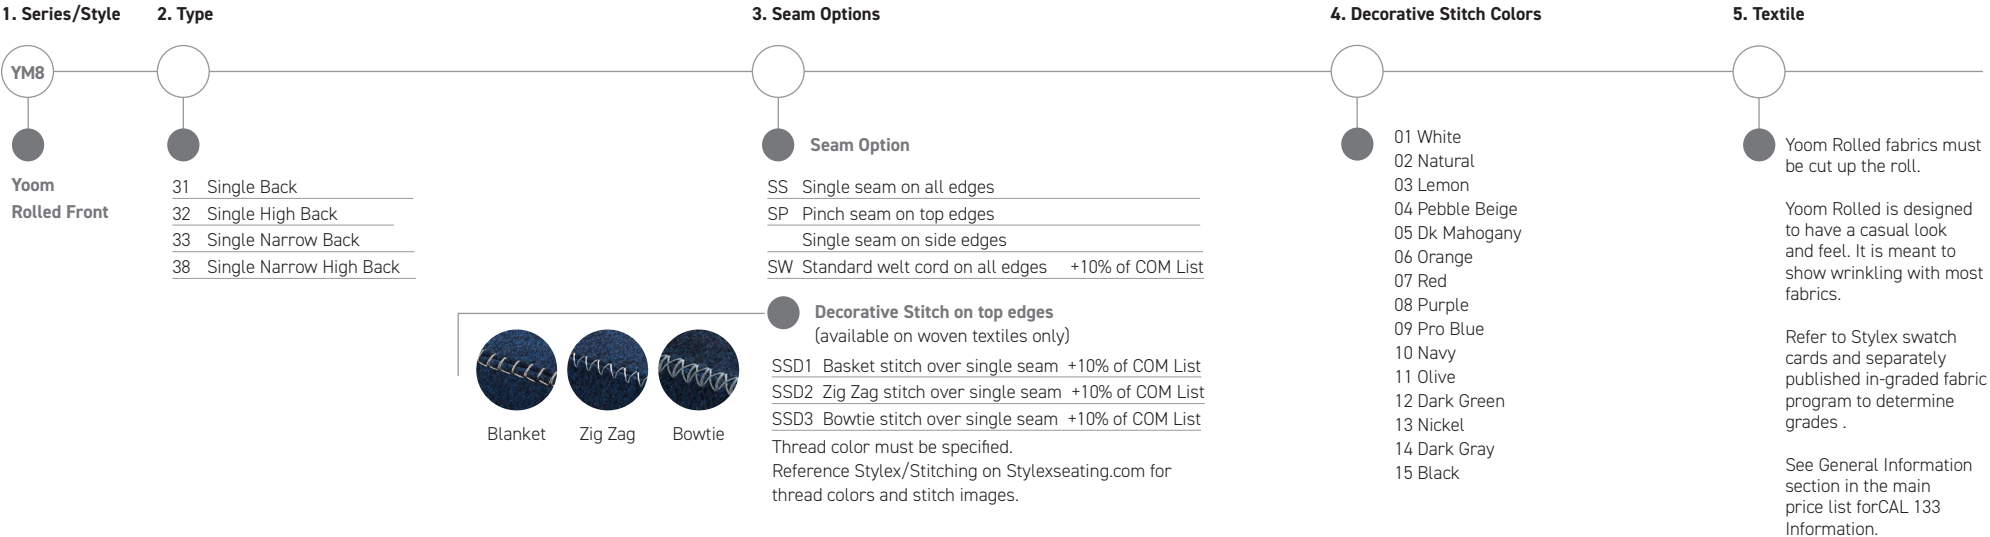 1. Series/Style
2. Type
3. Seam Options
4. Decorative Stitch Colors
5. Textile
YM8
Yoom
Rolled Front
31 Single Back
32 Single High Back
33 Single Narrow Back
38 Single Narrow High Back
Seam Option
SS Single seam on all edges
SP Pinch seam on top edges
Single seam on side edges
SW Standard welt cord on all edges +10% of COM List
Decorative Stitch on top edges
(available on woven textiles only)
SSD1 Basket stitch over single seam +10% of COM List
SSD2 Zig Zag stitch over single seam +10% of COM List
SSD3 Bowtie stitch over single seam +10% of COM List
Thread color must be specified.
Reference Stylex/Stitching on Stylexseating.com for
thread colors and stitch images.
Blanket
Zig Zag
Bowtie
01 White
02 Natural
03 Lemon
04 Pebble Beige
05 Dk Mahogany
06 Orange
07 Red
08 Purple
09 Pro Blue
10 Navy
11 Olive
12 Dark Green
13 Nickel
14 Dark Gray
15 Black
Yoom Rolled fabrics must
be cut up the roll.
Yoom Rolled is designed
to have a casual look
and feel. It is meant to
show wrinkling with most
fabrics.
Refer to Stylex swatch
cards and separately
published in-graded fabric
program to determine
grades .
See General Information
section in the main
price list forCAL 133
Information.